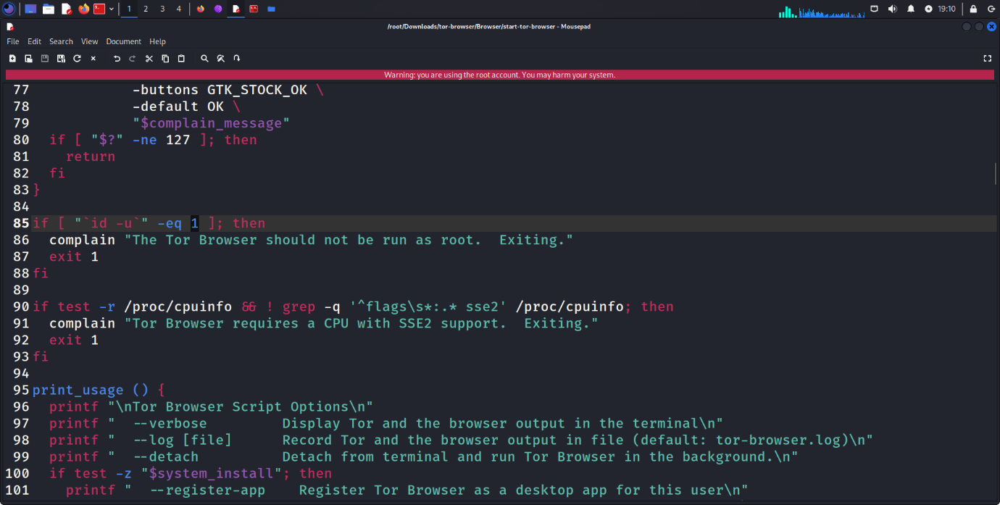 1 2 3 4 19:10
/root/Downloads/tor-browser/Browser/start-tor-browser - Mousepad
File Edit Search View Document Help
Warning: you are using the root account. You may harm your system.
77 -buttons GTK_STOCK_OK \
78 -default OK \
79 "$complain_message"
80 if [ "$?" -ne 127 ]; then
81 return
82 fi
83 }
84
85 if [ "`id -u`" -eq 1 ]; then
86 complain "The Tor Browser should not be run as root.  Exiting."
87 exit 1
88 fi
89
90 if test -r /proc/cpuinfo && ! grep -q '^flags\s*:.* sse2' /proc/cpuinfo; then
91 complain "Tor Browser requires a CPU with SSE2 support.  Exiting."
92 exit 1
93 fi
94
95 print_usage () {
96 printf "\nTor Browser Script Options\n"
97 printf "  --verbose         Display Tor and the browser output in the terminal\n"
98 printf "  --log [file]      Record Tor and the browser output in file (default: tor-browser.log)\n"
99 printf "  --detach          Detach from terminal and run Tor Browser in the background.\n"
100 if test -z "$system_install"; then
101 printf "  --register-app    Register Tor Browser as a desktop app for this user\n"